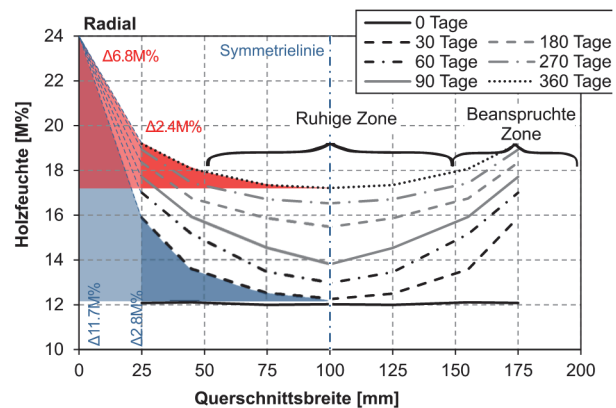 Radial
0 Tage
30 Tage
180 Tage
60 Tage
270 Tage
90 Tage
360 Tage
Symmetrielinie
Δ6.8M%
Δ2.4M%
Ruhige Zone
Beanspruchte
Zone
Δ11.7M%
Δ2.8M%
Holzfeuchte [M%]
24
22
20
18
16
14
12
10
0
25
50
75
100
125
150
175
200
Querschnittsbreite [mm]